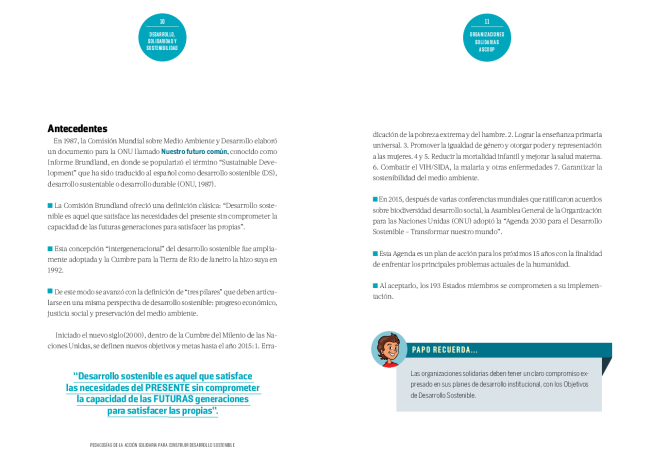 10
DESARROLLO,
SOLIDARIDAD Y
SOSTENIBILIDAD
Antecedentes
En 1987, la Comisión Mundial sobre Medio Ambiente y Desarrollo elaboró
un documento para la ONU llamado Nuestro futuro común, conocido como
Informe Brundland, en donde se popularizó el término “Sustainable Deve-
lopment” que ha sido traducido al español como desarrollo sostenible (DS),
desarrollo sustentable o desarrollo durable (ONU, 1987).
La Comisión Brundland ofreció una definición clásica: “Desarrollo soste-
nible es aquel que satisface las necesidades del presente sin comprometer la
capacidad de las futuras generaciones para satisfacer las propias”.
Esta concepción “intergeneracional” del desarrollo sostenible fue amplia-
mente adoptada y la Cumbre para la Tierra de Río de Janeiro la hizo suya en
1992.
De este modo se avanzó con la definición de “tres pilares” que deben articu-
larse en una misma perspectiva de desarrollo sostenible: progreso económico,
justicia social y preservación del medio ambiente.
Iniciado el nuevo siglo(2000), dentro de la Cumbre del Milenio de las Na-
ciones Unidas, se definen nuevos objetivos y metas hasta el año 2015: 1. Erra-
“Desarrollo sostenible es aquel que satisface
las necesidades del PRESENTE sin comprometer
la capacidad de las FUTURAS generaciones
para satisfacer las propias”.
PEDAGOGÍAS DE LA ACCIÓN SOLIDARIA PARA CONSTRUIR DESARROLLO SOSTENIBLE
11
ORGANIZACIONES
SOLIDARIAS
ASCOOP
dicación de la pobreza extrema y del hambre. 2. Lograr la enseñanza primaria
universal. 3. Promover la igualdad de género y otorgar poder y representación
a las mujeres. 4 y 5. Reducir la mortalidad infantil y mejorar la salud materna.
6. Combatir el VIH/SIDA, la malaria y otras enfermedades 7. Garantizar la
sostenibilidad del medio ambiente.
En 2015, después de varias conferencias mundiales que ratificaron acuerdos
sobre biodiversidad desarrollo social, la Asamblea General de la Organización
para las Naciones Unidas (ONU) adoptó la “Agenda 2030 para el Desarrollo
Sostenible – Transformar nuestro mundo”.
Esta Agenda es un plan de acción para los próximos 15 años con la finalidad
de enfrentar los principales problemas actuales de la humanidad.
Al aceptarlo, los 193 Estados miembros se comprometen a su implemen-
tación.
PAPO RECUERDA...
Las organizaciones solidarias deben tener un claro compromiso ex-
presado en sus planes de desarrollo institucional, con los Objetivos
de Desarrollo Sostenible.